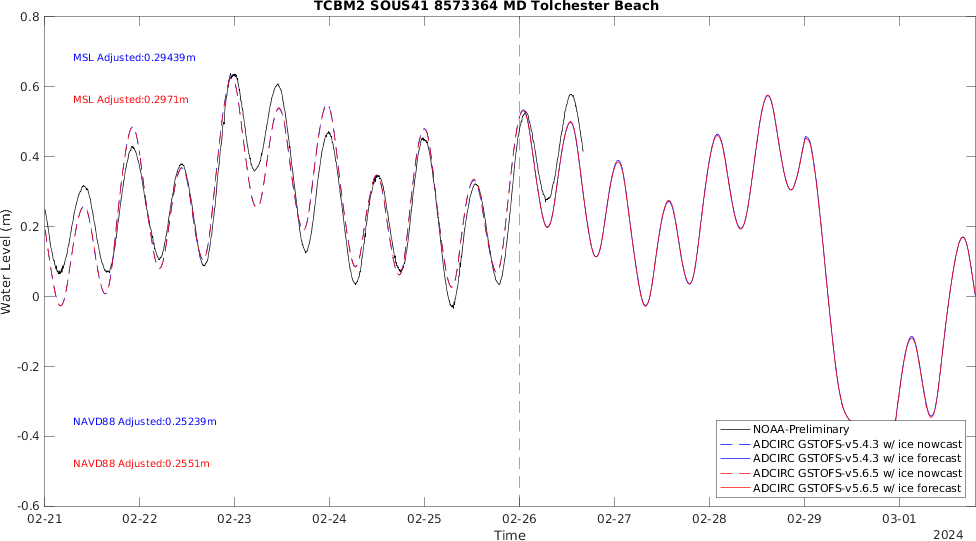 TCBM2 SOUS41 8573364 MD Tolchester Beach
0.8
0.6
0.4
0.2
0
-0.2
-0.4
-0.6
Water Level (m)
MSL Adjusted:0.29439m
MSL Adjusted:0.2971m
NAVD88 Adjusted:0.25239m
NAVD88 Adjusted:0.2551m
NOAA-Preliminary
ADCIRC GSTOFS-v5.4.3 w/ ice nowcast
ADCIRC GSTOFS-v5.4.3 w/ ice forecast
ADCIRC GSTOFS-v5.6.5 w/ ice nowcast
ADCIRC GSTOFS-v5.6.5 w/ ice forecast
02-21 02-22 02-23 02-24 02-25 02-26 02-27 02-28 02-29 03-01
Time
2024